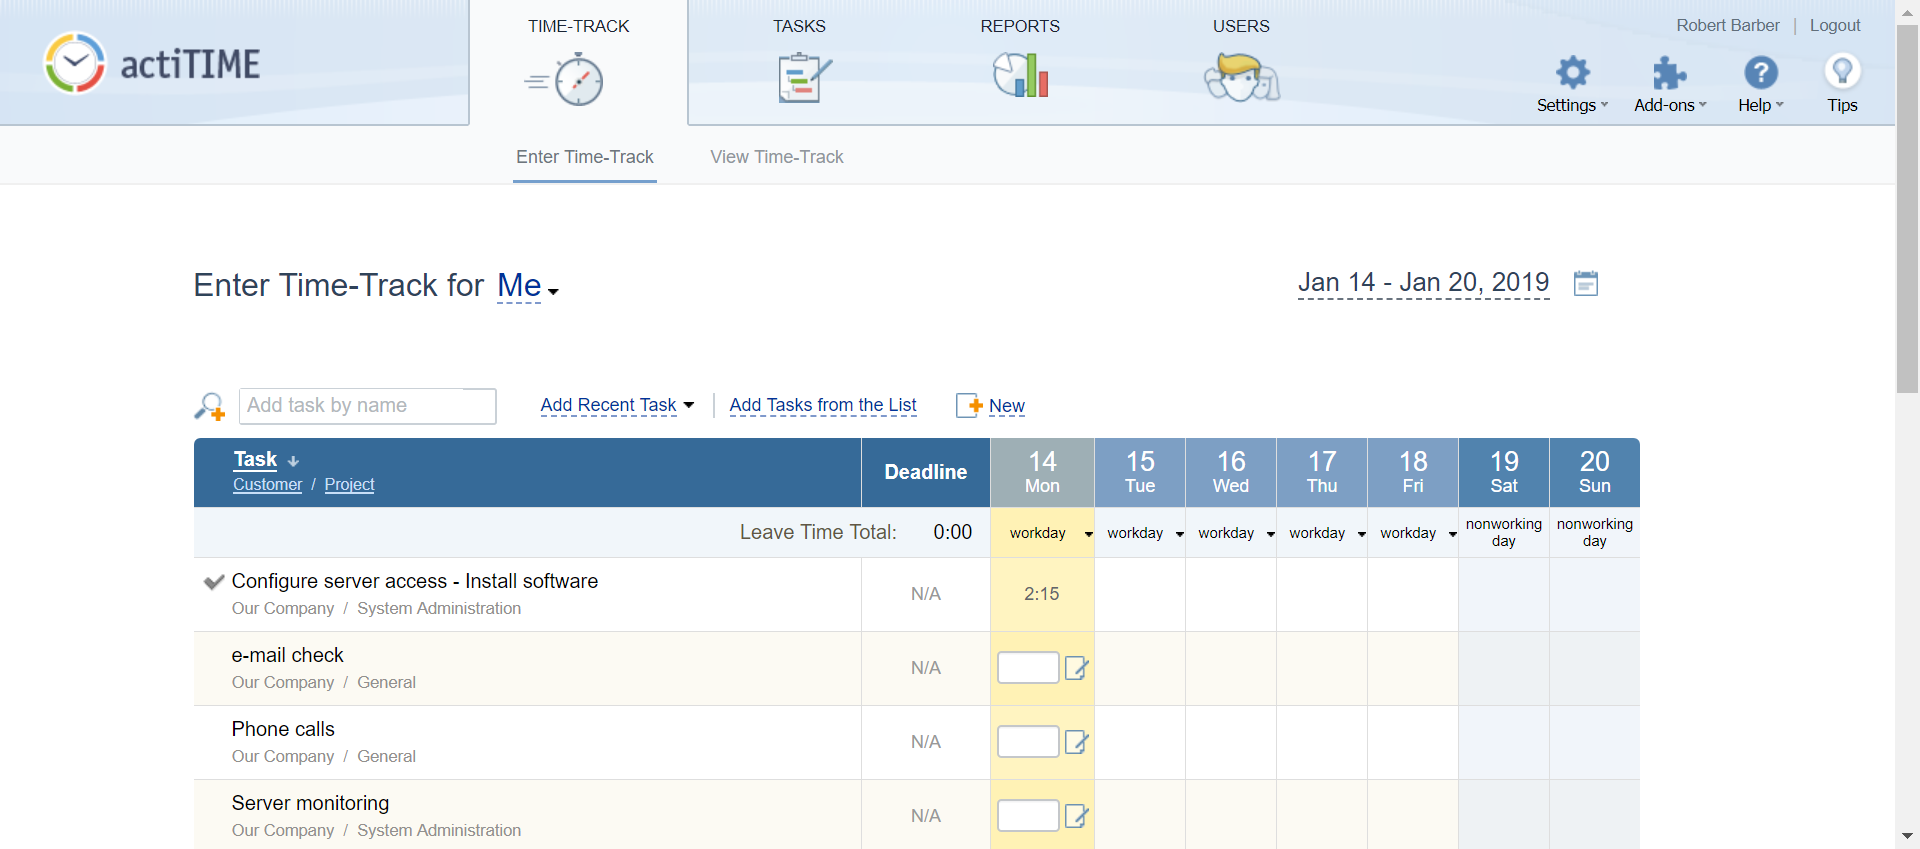 actiTIME
TIME-TRACK
TASKS
REPORTS
USERS
Robert Barber | Logout
Settings
Add-ons
Help
Tips
Enter Time-Track
View Time-Track
Enter Time-Track for Me
Jan 14 - Jan 20, 2019
Add task by name
Add Recent Task
Add Tasks from the List
New
Task
Customer / Project
Deadline
14
Mon
15
Tue
16
Wed
17
Thu
18
Fri
19
Sat
20
Sun
Leave Time Total: 0:00
workday
workday
workday
workday
workday
nonworking
day
nonworking
day
Configure server access - Install software
Our Company / System Administration
N/A
2:15
e-mail check
Our Company / General
N/A
Phone calls
Our Company / General
N/A
Server monitoring
Our Company / System Administration
N/A